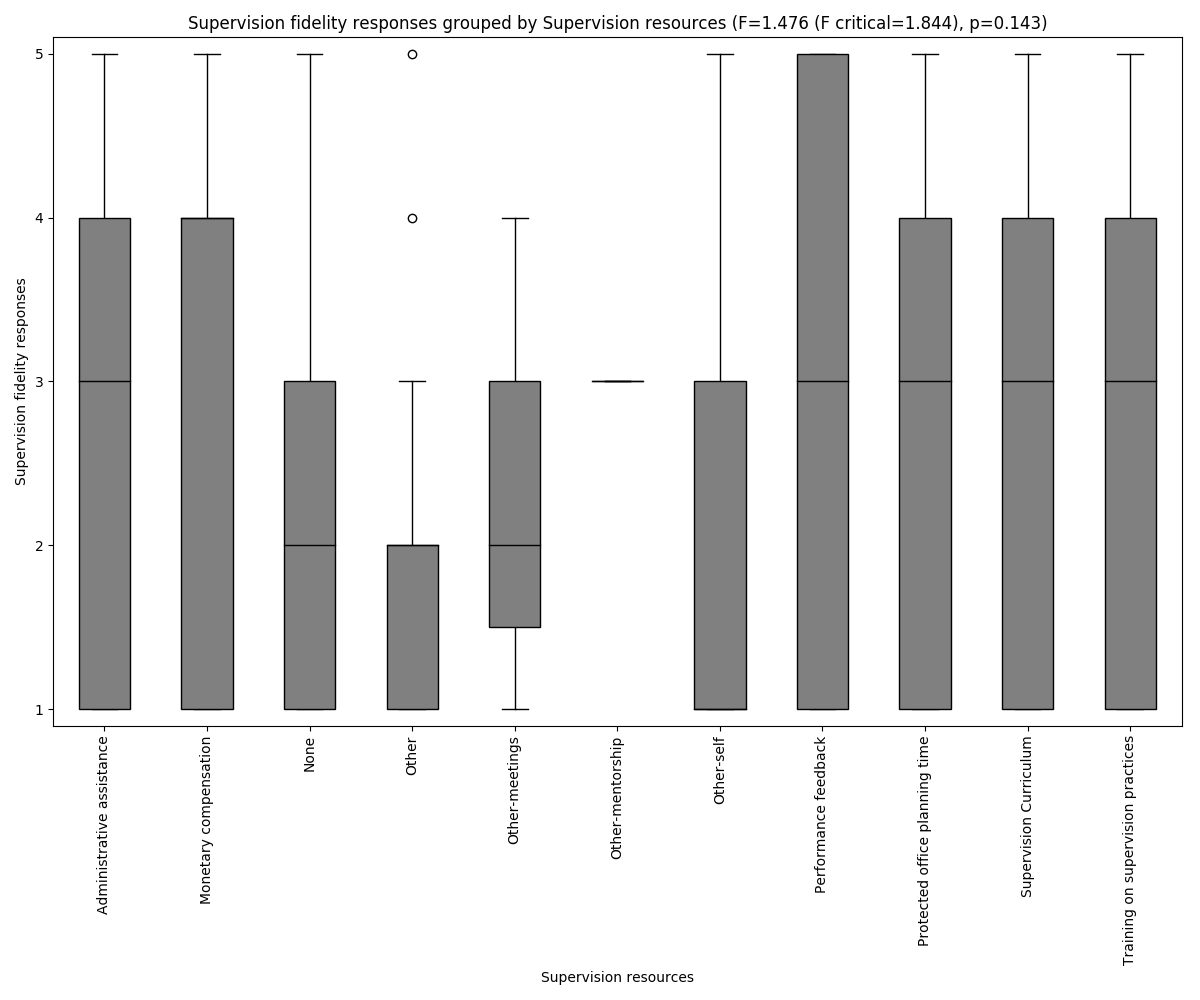 Supervision fidelity responses grouped by Supervision resources (F=1.476 (F critical=1.844), p=0.143)
Supervision fidelity responses
5
4
3
2
1
Administrative assistance
Monetary compensation
None
Other
Other-meetings
Other-mentorship
Other-self
Performance feedback
Protected office planning time
Supervision Curriculum
Training on supervision practices
Supervision resources